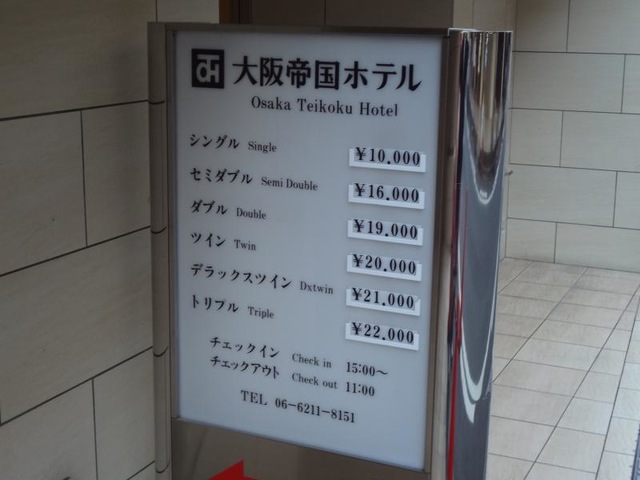 大阪帝国ホテル
Osaka Teikoku Hotel
シングル Single ¥10.000
セミダブル Semi Double ¥16.000
ダブル Double ¥19.000
ツイン Twin ¥20.000
デラックスツイン Dxtwin ¥21.000
トリプル Triple ¥22.000
チェックイン Check in 15:00〜
チェックアウト Check out 11:00
TEL 06-6211-8151